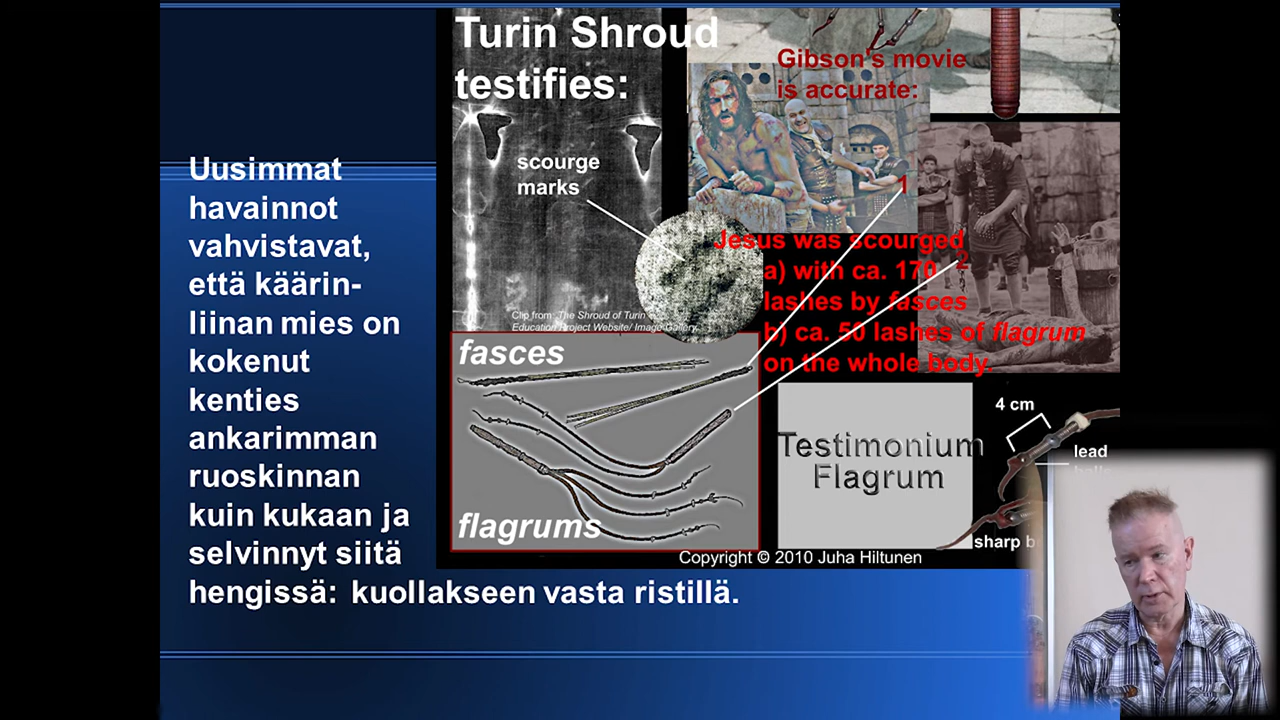 Turin Shroud
testifies:
Gibson's movie
is accurate:
Uusimmat
havainnot
vahvistavat,
että käärin-
liinan mies on
kokenut
kenties
ankarimman
ruoskinnan
kuin kukaan ja
selvinnyt siitä
hengissä: kuollakseen vasta ristillä.
scourge
marks
1
2
Jesus was scourged
a) with ca. 170
lashes by fasces
b) ca. 50 lashes of flagrum
on the whole body.
Clip from: The Shroud of Turin
Education Project Website/ Image Gallery.
fasces
flagrums
Testimonium
Flagrum
4 cm
lead
balls
sharp
Copyright © 2010 Juha Hiltunen